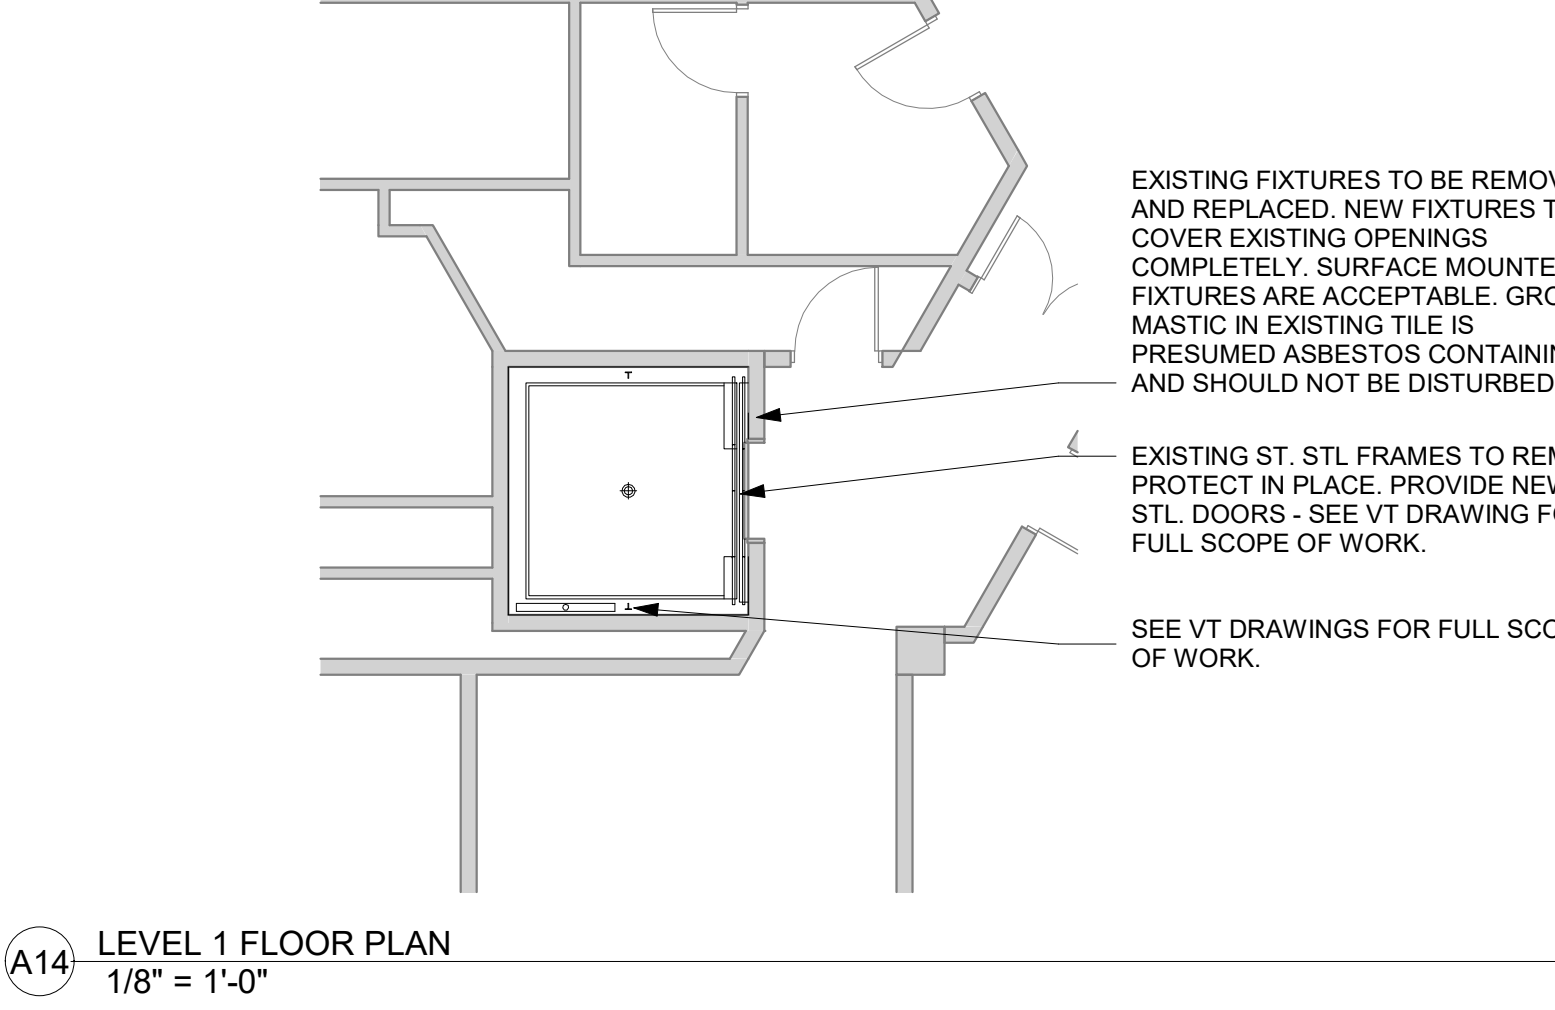 EXISTING FIXTURES TO BE REMOV
AND REPLACED. NEW FIXTURES T
COVER EXISTING OPENINGS
COMPLETELY. SURFACE MOUNTE
FIXTURES ARE ACCEPTABLE. GRO
MASTIC IN EXISTING TILE IS
PRESUMED ASBESTOS CONTAININ
AND SHOULD NOT BE DISTURBED
EXISTING ST. STL FRAMES TO REM
PROTECT IN PLACE. PROVIDE NEW
STL. DOORS - SEE VT DRAWING FO
FULL SCOPE OF WORK.
SEE VT DRAWINGS FOR FULL SCO
OF WORK.
A14
LEVEL 1 FLOOR PLAN
1/8" = 1'-0"